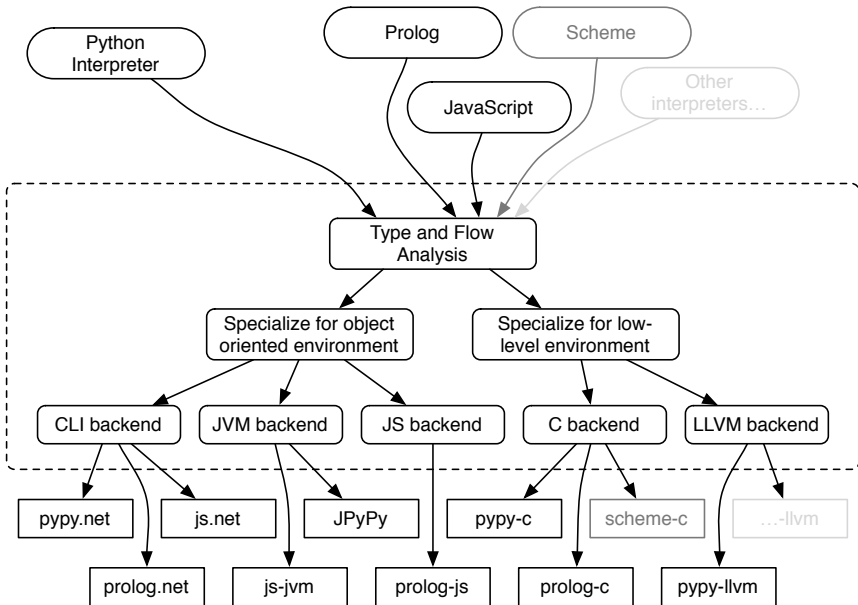 Python
Interpreter
Prolog
Scheme
JavaScript
Other
interpreters…
Type and Flow
Analysis
Specialize for object
oriented environment
Specialize for low-
level environment
CLI backend
JVM backend
JS backend
C backend
LLVM backend
pypy.net
js.net
JPyPy
pypy-c
scheme-c
…-llvm
prolog.net
js-jvm
prolog-js
prolog-c
pypy-llvm